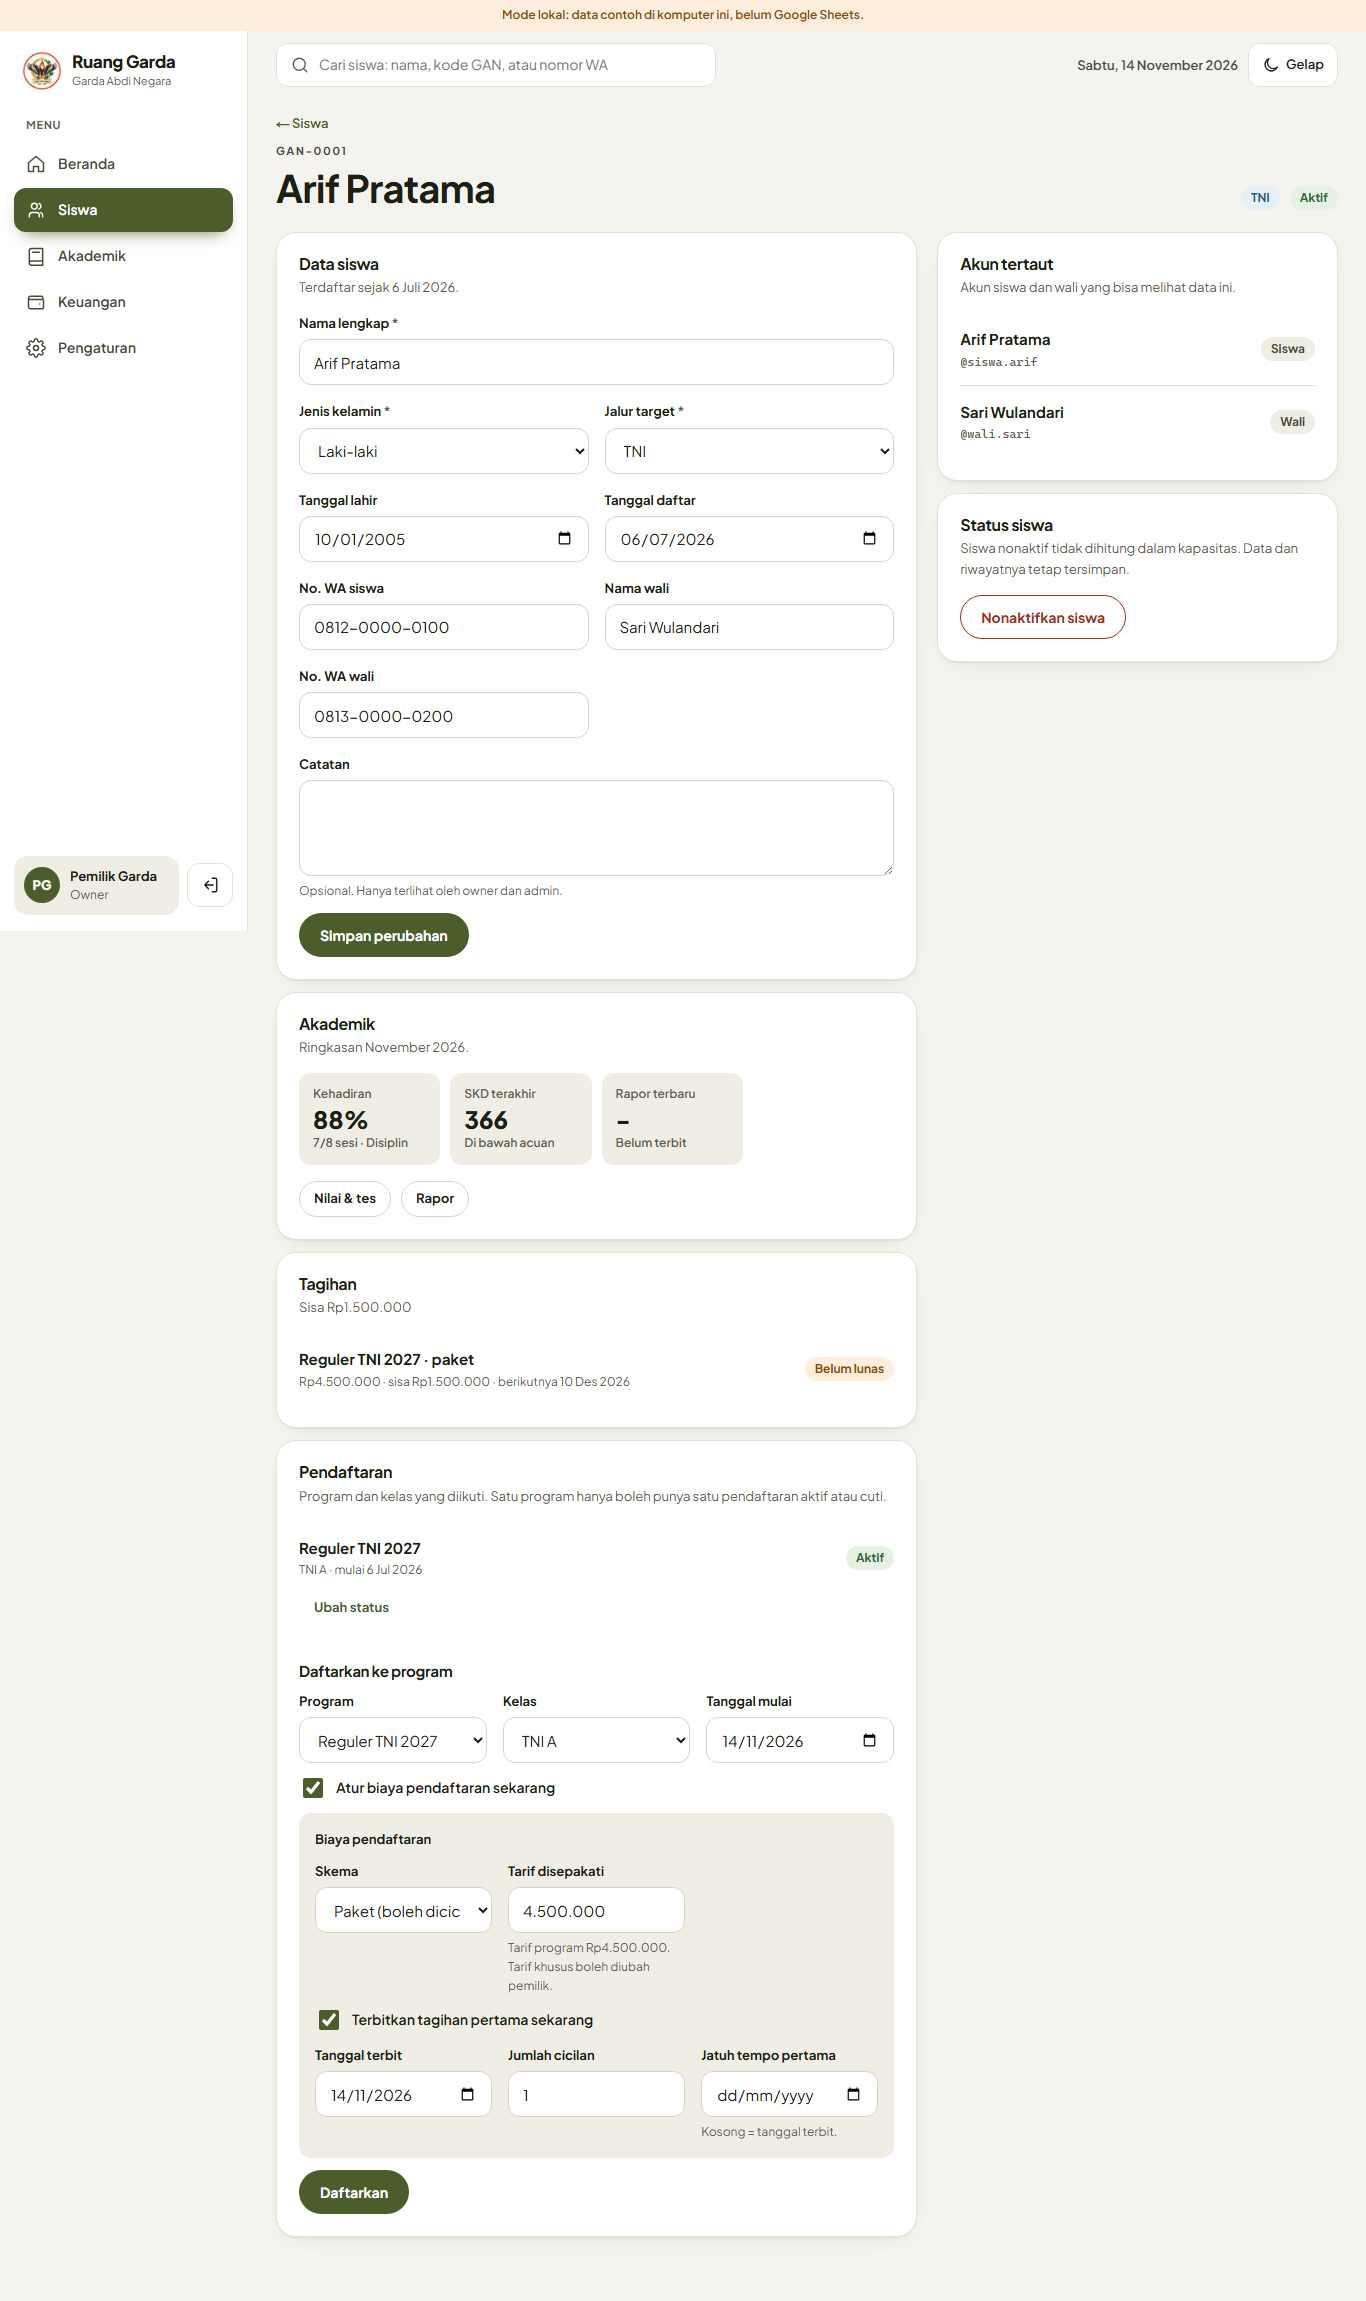 Mode lokal: data contoh di komputer ini, belum Google Sheets.
Ruang Garda
Garda Abdi Negara
MENU
Beranda
Siswa
Akademik
Keuangan
Pengaturan
PG
Pemilik Garda
Owner
Cari siswa: nama, kode GAN, atau nomor WA
Sabtu, 14 November 2026
Gelap
← Siswa
GAN-0001
Arif Pratama
TNI
Aktif
Data siswa
Terdaftar sejak 6 Juli 2026.
Nama lengkap *
Arif Pratama
Jenis kelamin *
Jalur target *
Laki-laki
TNI
Tanggal lahir
Tanggal daftar
10/01/2005
06/07/2026
No. WA siswa
Nama wali
0812-0000-0100
Sari Wulandari
No. WA wali
0813-0000-0200
Catatan
Opsional. Hanya terlihat oleh owner dan admin.
Simpan perubahan
Akun tertaut
Akun siswa dan wali yang bisa melihat data ini.
Arif Pratama
@siswa.arif
Siswa
Sari Wulandari
@wali.sari
Wali
Status siswa
Siswa nonaktif tidak dihitung dalam kapasitas. Data dan
riwayatnya tetap tersimpan.
Nonaktifkan siswa
Akademik
Ringkasan November 2026.
Kehadiran
88%
7/8 sesi · Disiplin
SKD terakhir
366
Di bawah acuan
Rapor terbaru
–
Belum terbit
Nilai & tes
Rapor
Tagihan
Sisa Rp1.500.000
Reguler TNI 2027 · paket
Rp4.500.000 · sisa Rp1.500.000 · berikutnya 10 Des 2026
Belum lunas
Pendaftaran
Program dan kelas yang diikuti. Satu program hanya boleh punya satu pendaftaran aktif atau cuti.
Reguler TNI 2027
TNI A · mulai 6 Jul 2026
Aktif
Ubah status
Daftarkan ke program
Program
Kelas
Tanggal mulai
Reguler TNI 2027
TNI A
14/11/2026
Atur biaya pendaftaran sekarang
Biaya pendaftaran
Skema
Tarif disepakati
Paket (boleh dicic
4.500.000
Tarif program Rp4.500.000.
Tarif khusus boleh diubah
pemilik.
Terbitkan tagihan pertama sekarang
Tanggal terbit
Jumlah cicilan
Jatuh tempo pertama
14/11/2026
1
dd/mm/yyyy
Kosong = tanggal terbit.
Daftarkan